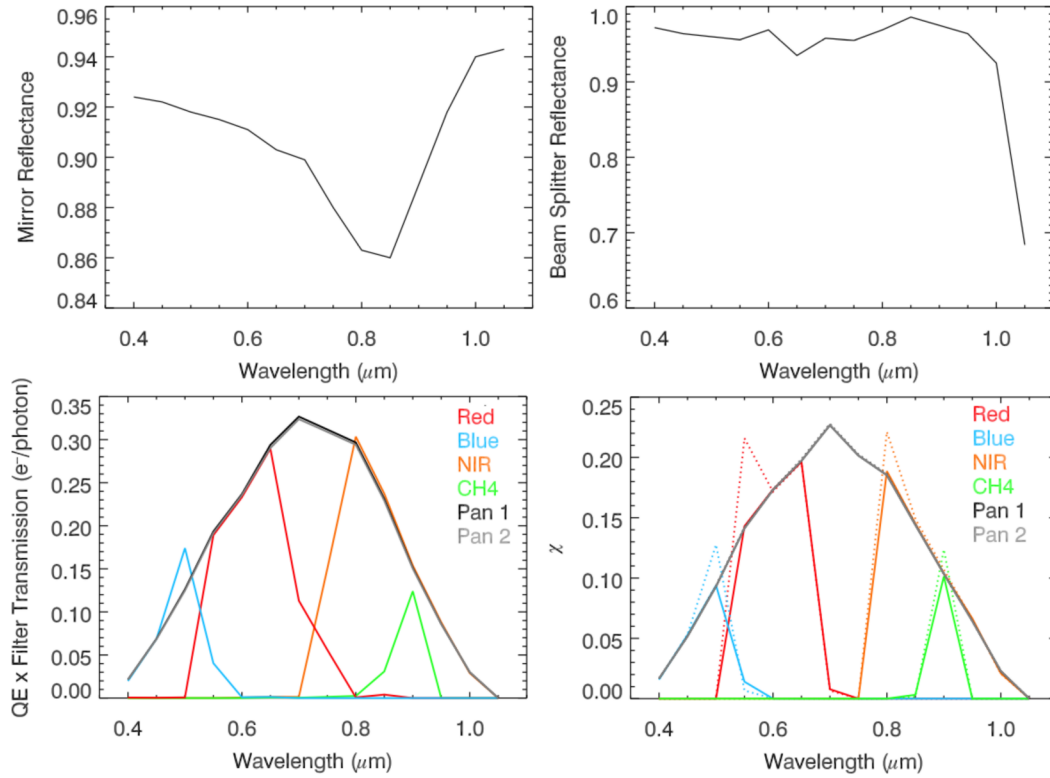 0.96
0.94
0.92
0.90
0.88
0.86
0.84
Mirror Reflectance
0.4 0.6 0.8 1.0
Wavelength (μm)
1.0
0.9
0.8
0.7
0.6
Beam Splitter Reflectance
0.4 0.6 0.8 1.0
Wavelength (μm)
0.35
0.30
0.25
0.20
0.15
0.10
0.05
0.00
QE x Filter Transmission (e⁻/photon)
Red
Blue
NIR
CH4
Pan 1
Pan 2
0.4 0.6 0.8 1.0
Wavelength (μm)
0.25
0.20
0.15
0.10
0.05
0.00
χ
Red
Blue
NIR
CH4
Pan 1
Pan 2
0.4 0.6 0.8 1.0
Wavelength (μm)